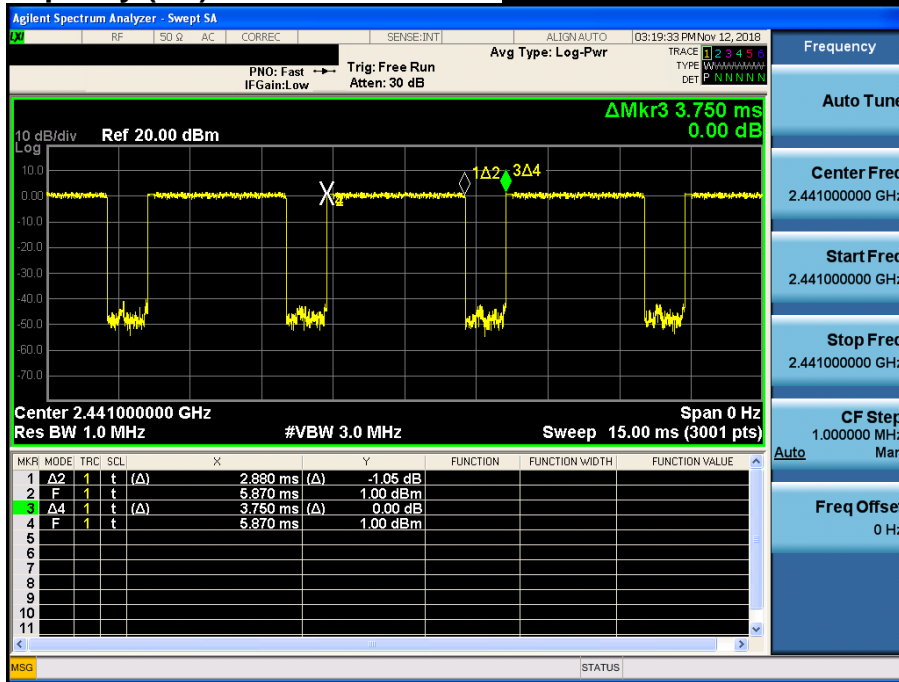 Agilent Spectrum Analyzer - Swept SA
LXI RF 50 Ω AC CORREC SENSE:INT ALIGN AUTO 03:19:33 PM Nov 12, 2018
Avg Type: Log-Pwr TRACE 1 2 3 4 5 6
PNO: Fast Trig: Free Run TYPE WWWWWW
IFGain:Low Atten: 30 dB DET P N N N N N
ΔMkr3 3.750 ms
0.00 dB
10 dB/div Ref 20.00 dBm
Log
1Δ2 3Δ4
10.0
0.00
-10.0
-20.0
-30.0
-40.0
-50.0
-60.0
-70.0
Center 2.441000000 GHz Span 0 Hz
Res BW 1.0 MHz #VBW 3.0 MHz Sweep 15.00 ms (3001 pts)
MKR MODE TRC SCL X Y FUNCTION FUNCTION WIDTH FUNCTION VALUE
1 Δ2 1 t (Δ) 2.880 ms (Δ) -1.05 dB
2 F 1 t 5.870 ms 1.00 dBm
3 Δ4 1 t (Δ) 3.750 ms (Δ) 0.00 dB
4 F 1 t 5.870 ms 1.00 dBm
5
6
7
8
9
10
11
MSG STATUS
Frequency
Auto Tune
Center Freq
2.441000000 GHz
Start Freq
2.441000000 GHz
Stop Freq
2.441000000 GHz
CF Step
1.000000 MHz
Auto Man
Freq Offset
0 Hz